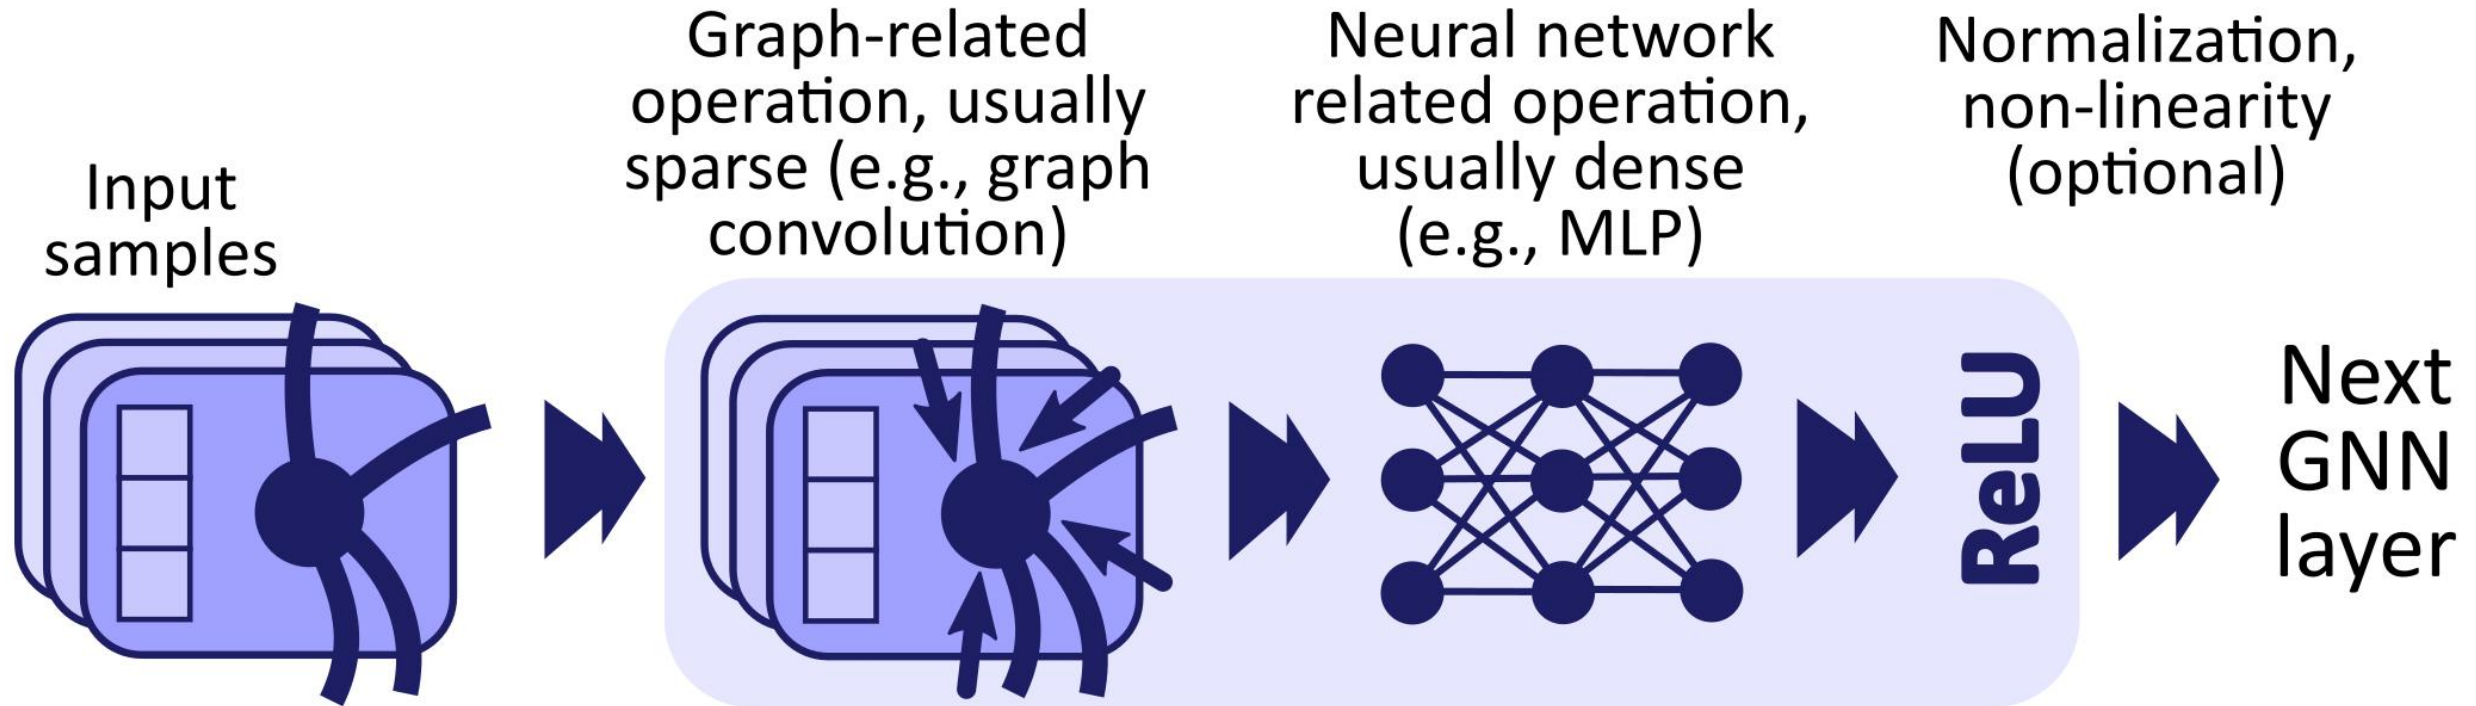 Input
samples
Graph-related
operation, usually
sparse (e.g., graph
convolution)
Neural network
related operation,
usually dense
(e.g., MLP)
Normalization,
non-linearity
(optional)
ReLU
Next
GNN
layer